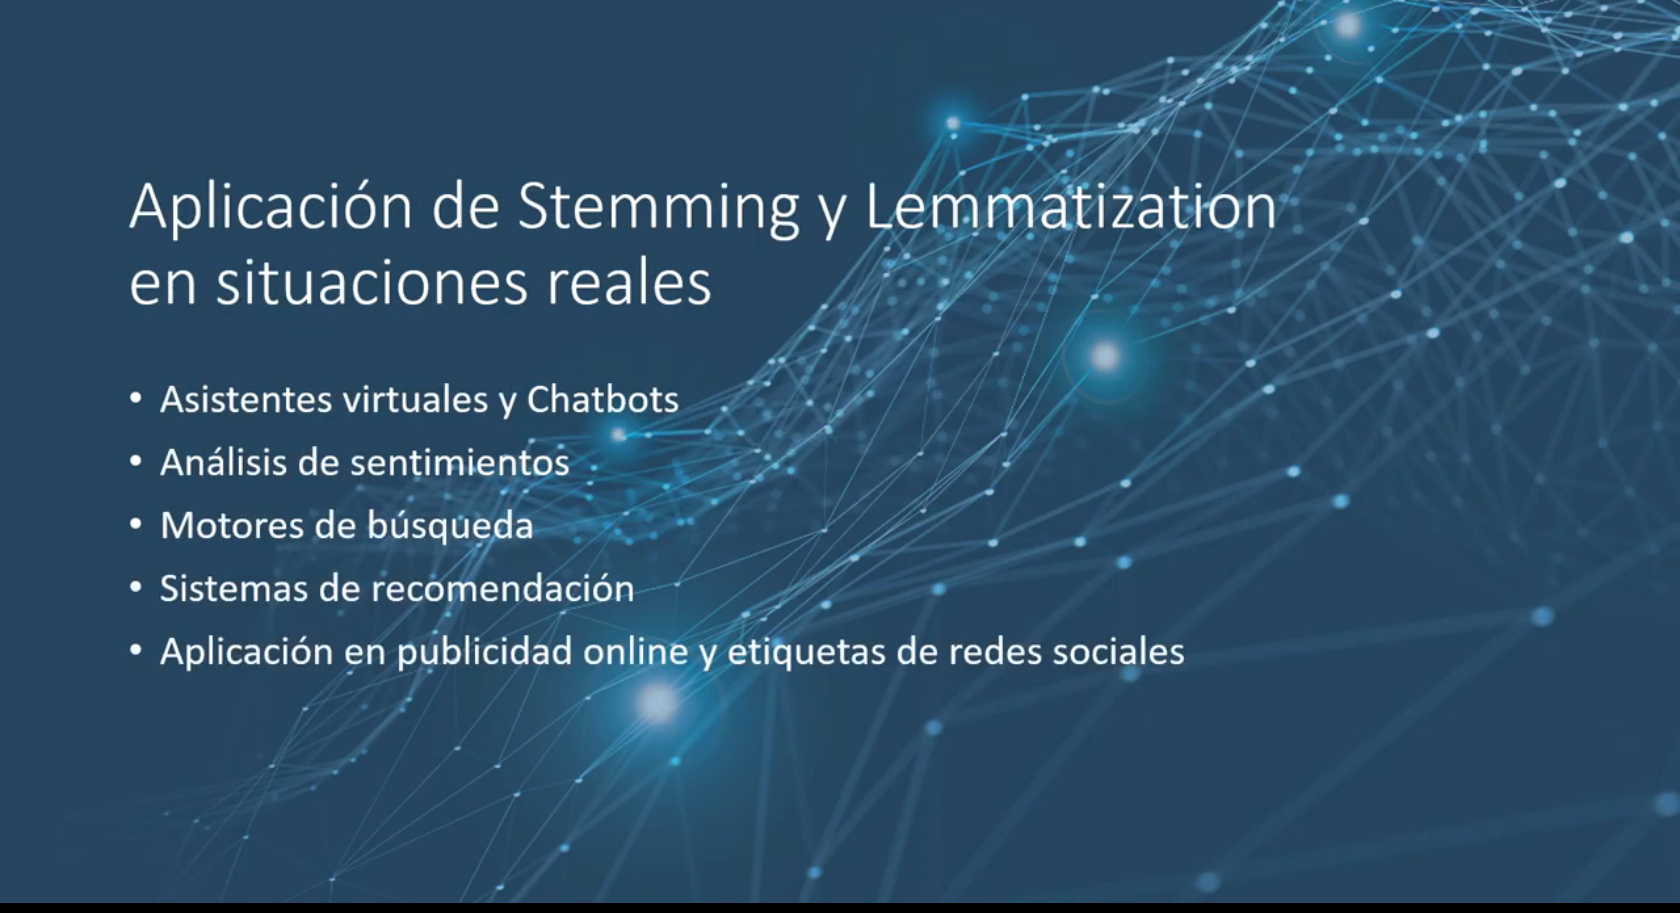 Aplicación de Stemming y Lemmatization
en situaciones reales
• Asistentes virtuales y Chatbots
• Análisis de sentimientos
• Motores de búsqueda
• Sistemas de recomendación
• Aplicación en publicidad online y etiquetas de redes sociales